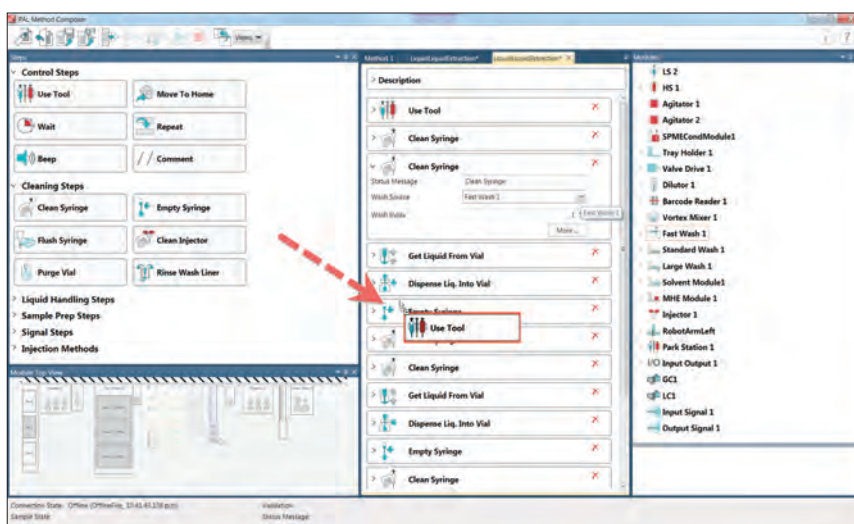 PAL Method Composer
Views
Steps
Control Steps
Use Tool
Move To Home
Wait
Repeat
Beep
// Comment
Cleaning Steps
Clean Syringe
Empty Syringe
Flush Syringe
Clean Injector
Purge Vial
Rinse Wash Liner
Liquid Handling Steps
Sample Prep Steps
Signal Steps
Injection Methods
Module Top View
Method 1
LiquidLiquidExtraction*
LiquidLiquidExtraction* X
Description
Use Tool
Clean Syringe
Clean Syringe
Status Message
Clean Syringe
Wash Source
Fast Wash 1
Wash Index
1
Fast Wash 1
More...
Get Liquid From Vial
Dispense Liq. Into Vial
Empty Syringe
Use Tool
Clean Syringe
Get Liquid From Vial
Dispense Liq. Into Vial
Empty Syringe
Clean Syringe
Modules
LS 2
HS 1
Agitator 1
Agitator 2
SPMECondModule1
Tray Holder 1
Valve Drive 1
Dilutor 1
Barcode Reader 1
Vortex Mixer 1
Fast Wash 1
Standard Wash 1
Large Wash 1
Solvent Module1
MHE Module 1
Injector 1
RobotArmLeft
Park Station 1
I/O Input Output 1
GC1
LC1
Input Signal 1
Output Signal 1
Connection State: Offline
Validation:
Sample State:
Status Message: